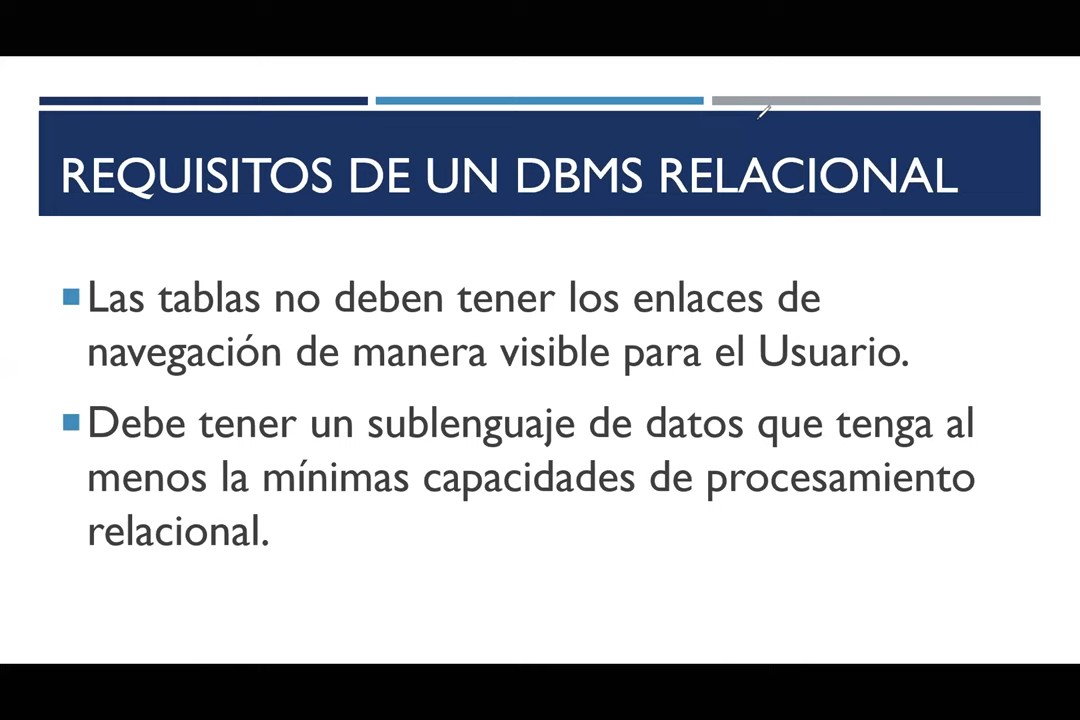 REQUISITOS DE UN DBMS RELACIONAL
Las tablas no deben tener los enlaces de
navegación de manera visible para el Usuario.
Debe tener un sublenguaje de datos que tenga al
menos la mínimas capacidades de procesamiento
relacional.